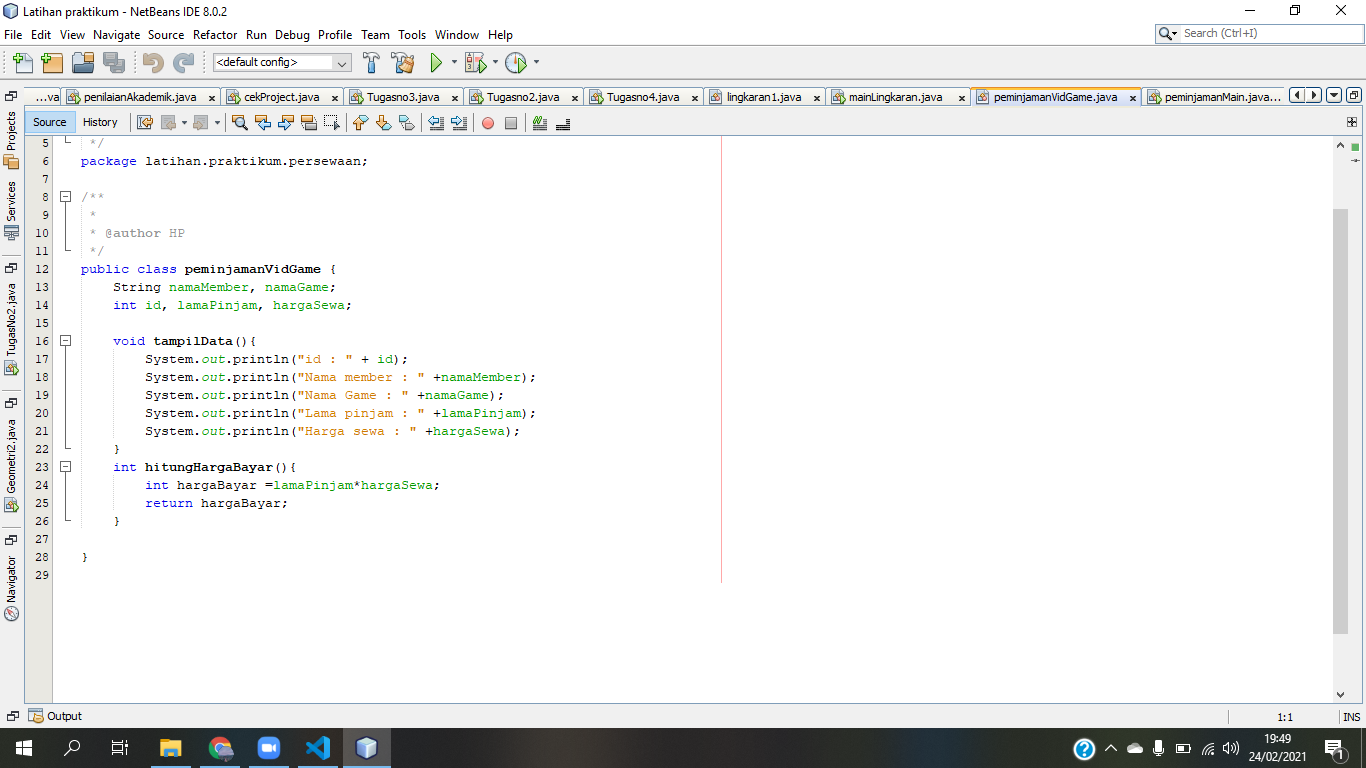 Latihan praktikum - NetBeans IDE 8.0.2
File Edit View Navigate Source Refactor Run Debug Profile Team Tools Window Help
Search (Ctrl+I)
<default config>
...va penilaianAkademik.java cekProject.java Tugasno3.java Tugasno2.java Tugasno4.java lingkaran1.java mainLingkaran.java peminjamanVidGame.java peminjamanMain.java...
Projects
Services
TugasNo2.java
Geometri2.java
Navigator
Source History
5 */
6 package latihan.praktikum.persewaan;
7
8 /**
9 *
10 * @author HP
11 */
12 public class peminjamanVidGame {
13 String namaMember, namaGame;
14 int id, lamaPinjam, hargaSewa;
15
16 void tampilData(){
17 System.out.println("id : " + id);
18 System.out.println("Nama member : " +namaMember);
19 System.out.println("Nama Game : " +namaGame);
20 System.out.println("Lama pinjam : " +lamaPinjam);
21 System.out.println("Harga sewa : " +hargaSewa);
22 }
23 int hitungHargaBayar(){
24 int hargaBayar =lamaPinjam*hargaSewa;
25 return hargaBayar;
26 }
27
28 }
29
Output
1:1 INS
19:49
24/02/2021
1